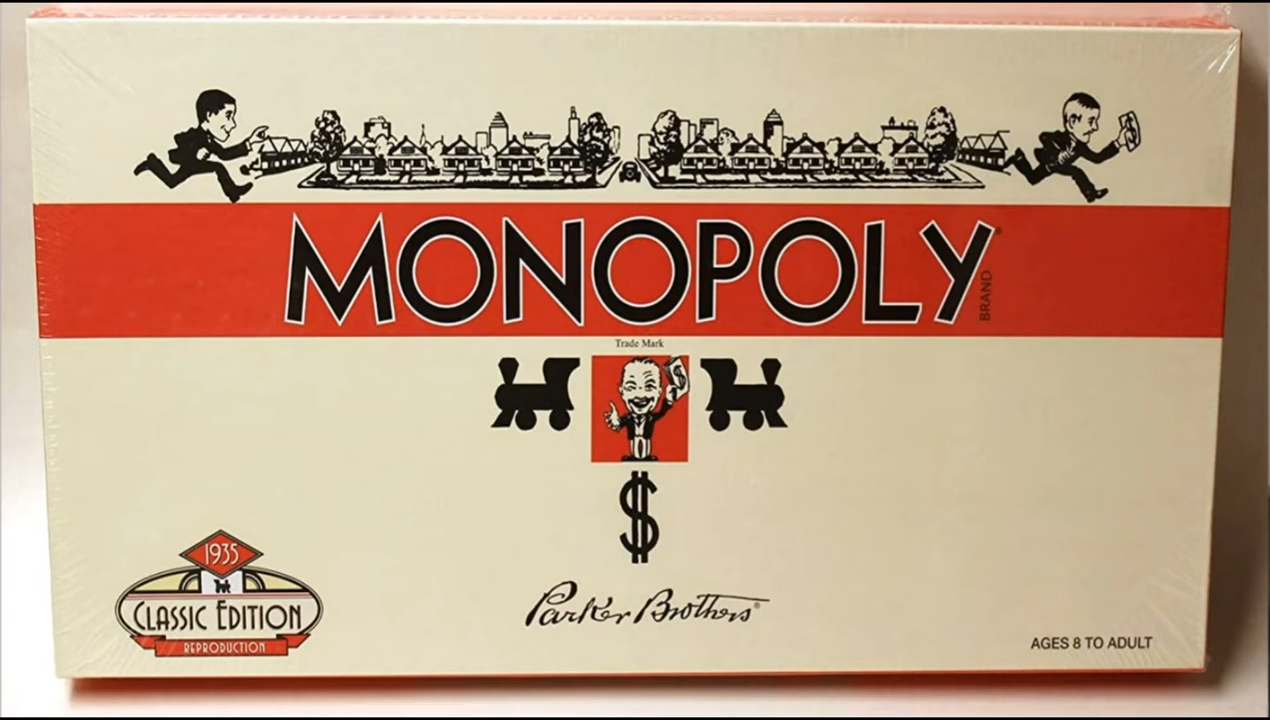 MONOPOLY®
BRAND
Trade Mark
$
$
1935
CLASSIC EDITION
REPRODUCTION
Parker Brothers®
AGES 8 TO ADULT